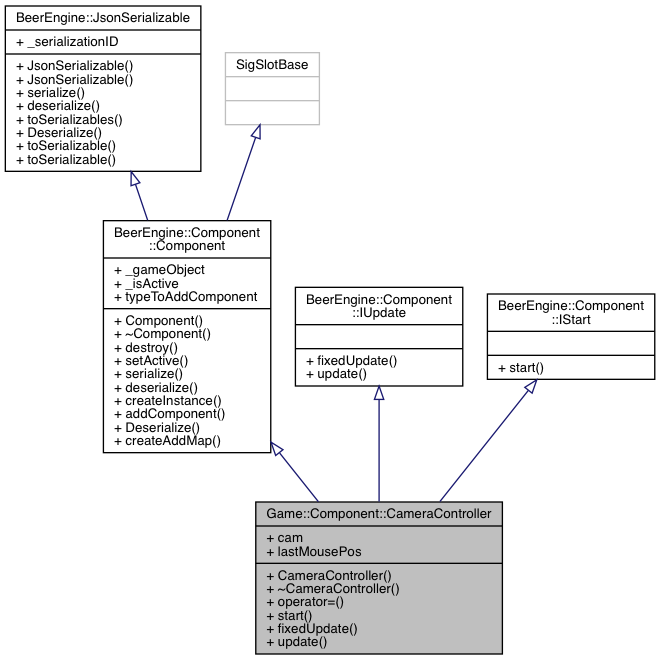 BeerEngine::JsonSerializable
+ _serializationID
+ JsonSerializable()
+ JsonSerializable()
+ serialize()
+ deserialize()
+ toSerializables()
+ Deserialize()
+ toSerializable()
+ toSerializable()
SigSlotBase
BeerEngine::Component
::Component
+ _gameObject
+ _isActive
+ typeToAddComponent
+ Component()
+ ~Component()
+ destroy()
+ setActive()
+ serialize()
+ deserialize()
+ createInstance()
+ addComponent()
+ Deserialize()
+ createAddMap()
BeerEngine::Component
::IUpdate
+ fixedUpdate()
+ update()
BeerEngine::Component
::IStart
+ start()
Game::Component::CameraController
+ cam
+ lastMousePos
+ CameraController()
+ ~CameraController()
+ operator=()
+ start()
+ fixedUpdate()
+ update()